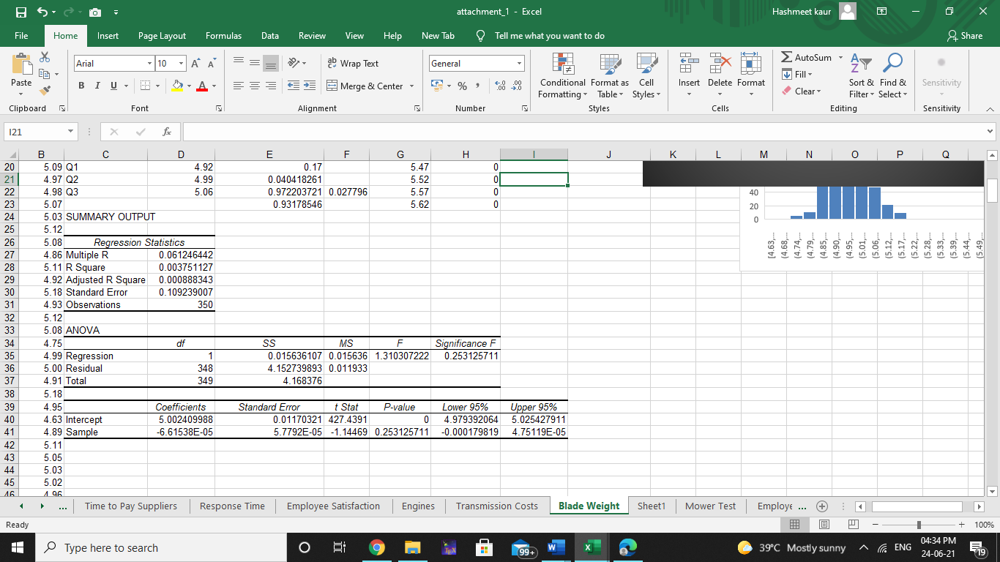 attachment_1 - Excel
Hashmeet kaur
File Home Insert Page Layout Formulas Data Review View Help New Tab Tell me what you want to do Share
Arial 10 Wrap Text General AutoSum
Paste Merge & Center Conditional Formatting Format as Table Cell Styles Insert Delete Format Fill Clear Sort & Filter Find & Select Sensitivity
Clipboard Font Alignment Number Styles Cells Editing Sensitivity
I21 fx
B C D E F G H I J K L M N O P Q
20 5.09 Q1 4.92 0.17 5.47 0
21 4.97 Q2 4.99 0.040418261 5.52 0
22 4.98 Q3 5.06 0.972203721 0.027796 5.57 0
23 5.07 0.93178546 5.62 0
24 5.03 SUMMARY OUTPUT
25 5.12
26 5.08 Regression Statistics
27 4.86 Multiple R 0.061246442
28 5.11 R Square 0.003751127
29 4.92 Adjusted R Square 0.000888343
30 5.18 Standard Error 0.109239007
31 4.93 Observations 350
32 5.12
33 5.08 ANOVA
34 4.75 df SS MS F Significance F
35 4.99 Regression 1 0.015636107 0.015636 1.310307222 0.253125711
36 5.00 Residual 348 4.152739893 0.011933
37 4.91 Total 349 4.168376
38 5.18
39 4.95 Coefficients Standard Error t Stat P-value Lower 95% Upper 95%
40 4.63 Intercept 5.002409988 0.01170321 427.4391 0 4.979392064 5.025427911
41 4.89 Sample -6.61538E-05 5.7792E-05 -1.14469 0.253125711 -0.000179819 4.75119E-05
42 5.11
43 5.05
44 5.03
45 5.02
46 4.96
40
20
0
[4.63,...
(4.68,...
(4.74,...
(4.79,...
(4.85,...
(4.90,...
(4.95,...
(5.01,...
(5.06,...
(5.12,...
(5.17,...
(5.22,...
(5.28,...
(5.33,...
(5.39,...
(5.44,...
(5.49,...
... Time to Pay Suppliers Response Time Employee Satisfaction Engines Transmission Costs Blade Weight Sheet1 Mower Test Employe ...
Ready 100%
Type here to search 99+ 39°C Mostly sunny ENG 04:34 PM
24-06-21 19